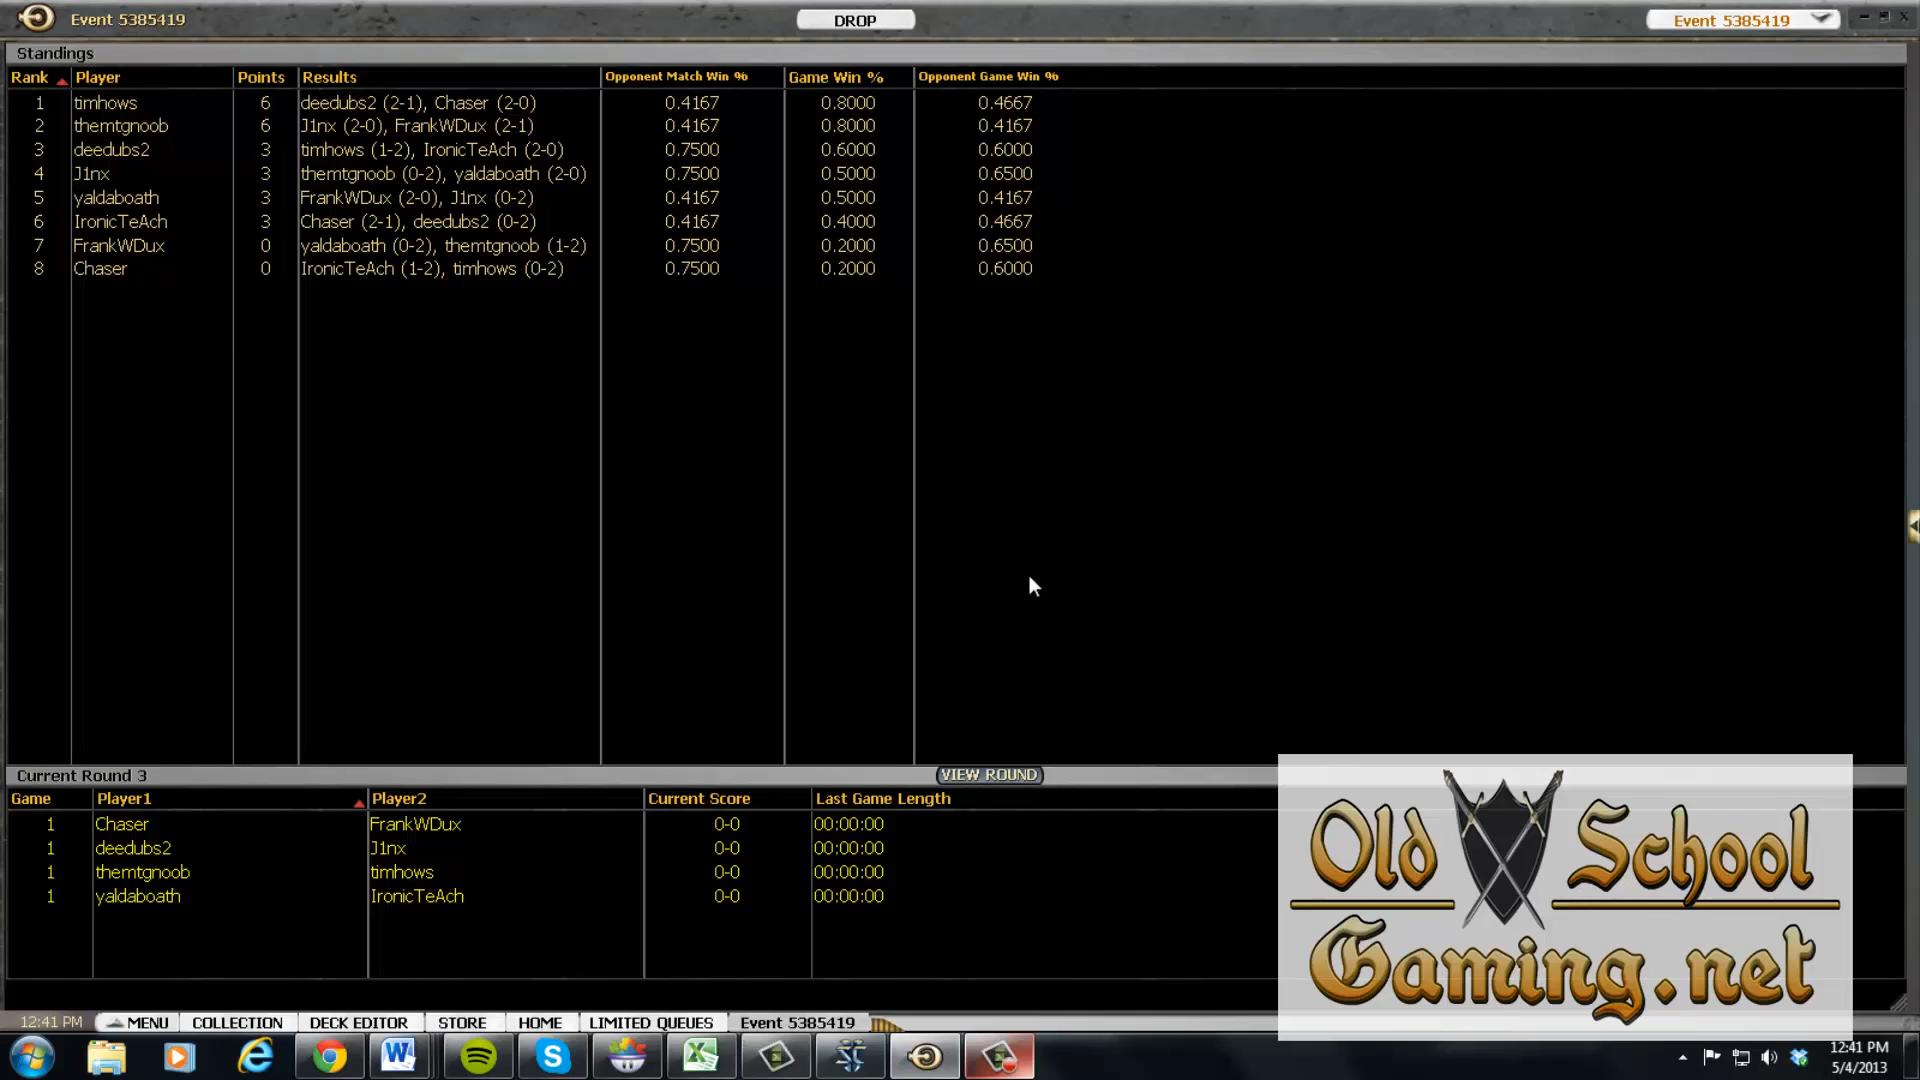 Event 5385419 DROP Event 5385419
Standings
Rank Player Points Results Opponent Match Win % Game Win % Opponent Game Win %
1 timhows 6 deedubs2 (2-1), Chaser (2-0) 0.4167 0.8000 0.4667
2 themtgnoob 6 J1nx (2-0), FrankWDux (2-1) 0.4167 0.8000 0.4167
3 deedubs2 3 timhows (1-2), IronicTeAch (2-0) 0.7500 0.6000 0.6000
4 J1nx 3 themtgnoob (0-2), yaldaboath (2-0) 0.7500 0.5000 0.6500
5 yaldaboath 3 FrankWDux (2-0), J1nx (0-2) 0.4167 0.5000 0.4167
6 IronicTeAch 3 Chaser (2-1), deedubs2 (0-2) 0.4167 0.4000 0.4667
7 FrankWDux 0 yaldaboath (0-2), themtgnoob (1-2) 0.7500 0.2000 0.6500
8 Chaser 0 IronicTeAch (1-2), timhows (0-2) 0.7500 0.2000 0.6000
Current Round 3 VIEW ROUND
Game Player1 Player2 Current Score Last Game Length
1 Chaser FrankWDux 0-0 00:00:00
1 deedubs2 J1nx 0-0 00:00:00
1 themtgnoob timhows 0-0 00:00:00
1 yaldaboath IronicTeAch 0-0 00:00:00
Old School
Gaming.net
12:41 PM MENU COLLECTION DECK EDITOR STORE HOME LIMITED QUEUES Event 5385419
12:41 PM
5/4/2013